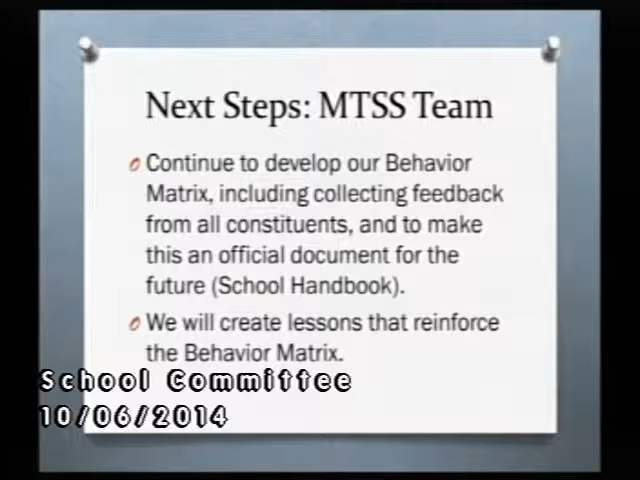 Next Steps: MTSS Team
Continue to develop our Behavior
Matrix, including collecting feedback
from all constituents, and to make
this an official document for the
future (School Handbook).
We will create lessons that reinforce
the Behavior Matrix.
School Committee
10/06/2014